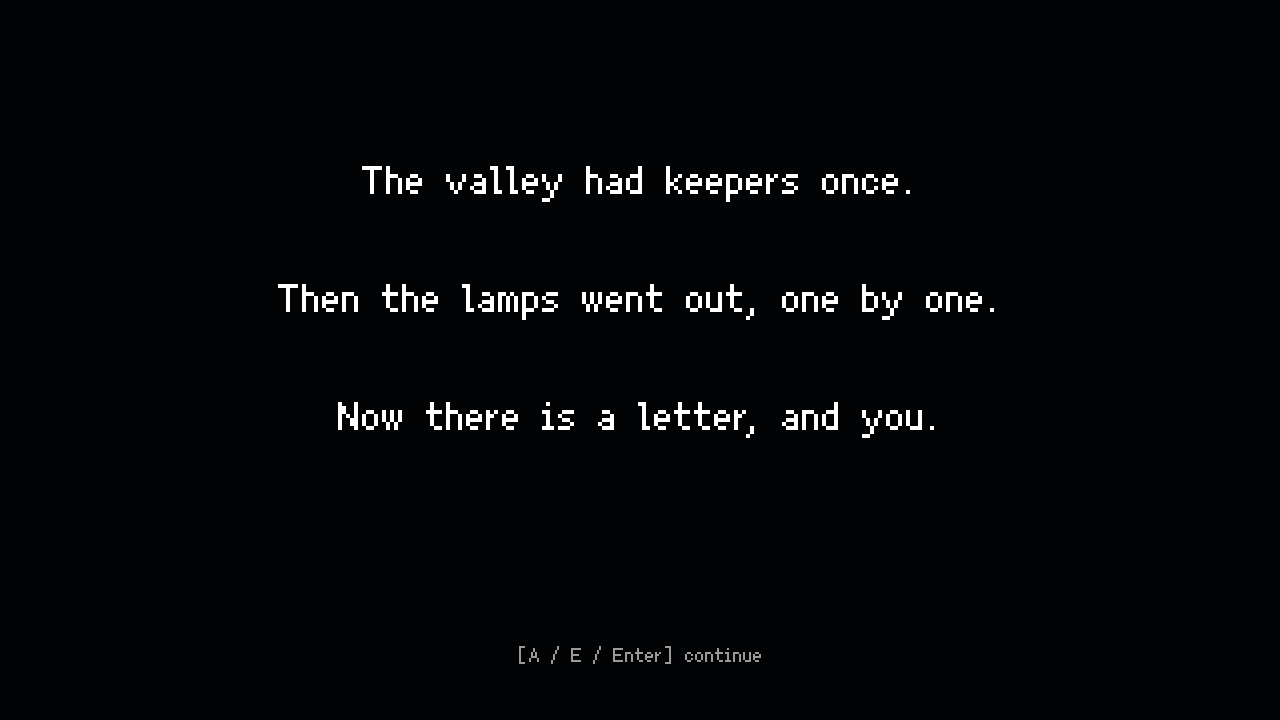 The valley had keepers once.
Then the lamps went out, one by one.
Now there is a letter, and you.
[A / E / Enter] continue